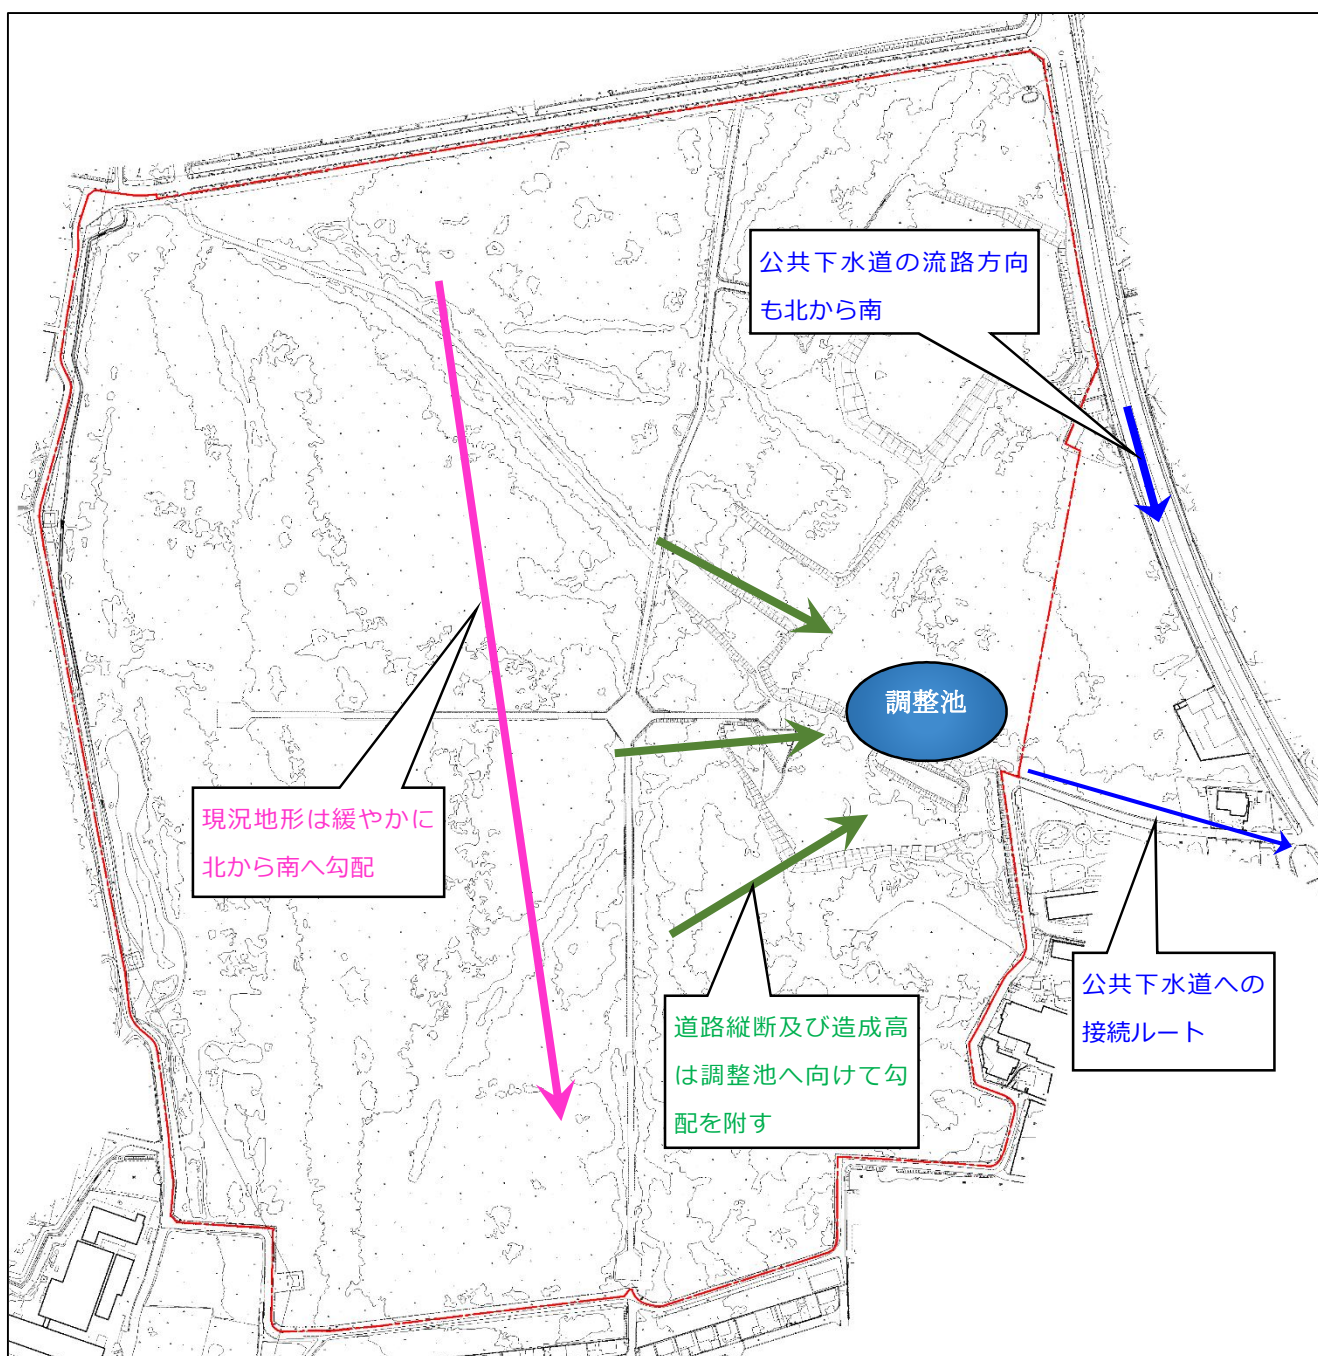 公共下水道の流路方向
も北から南
調整池
現況地形は緩やかに
北から南へ勾配
公共下水道への
接続ルート
道路縦断及び造成高
は調整池へ向けて勾
配を附す